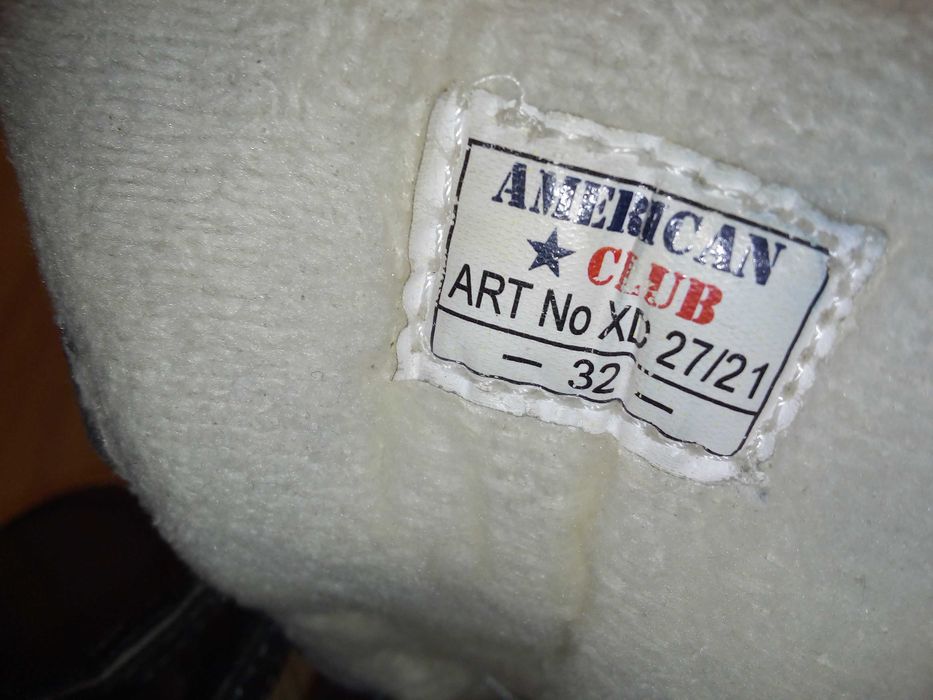 AMERICAN
CLUB
ART No XD 27/21
- 32 -